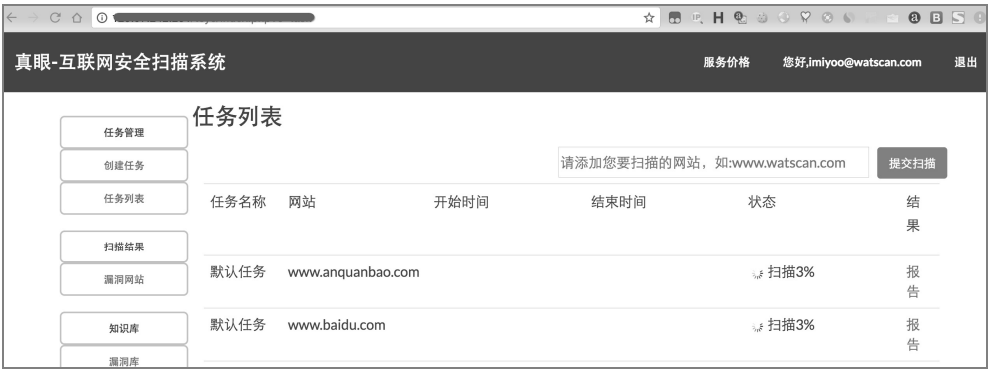 真眼-互联网安全扫描系统
服务价格
您好,imiyoo@watscan.com
退出
任务管理
创建任务
任务列表
扫描结果
漏洞网站
知识库
漏洞库
任务列表
请添加您要扫描的网站，如:www.watscan.com
提交扫描
任务名称 网站 开始时间 结束时间 状态 结果
默认任务 www.anquanbao.com 扫描3% 报告
默认任务 www.baidu.com 扫描3% 报告